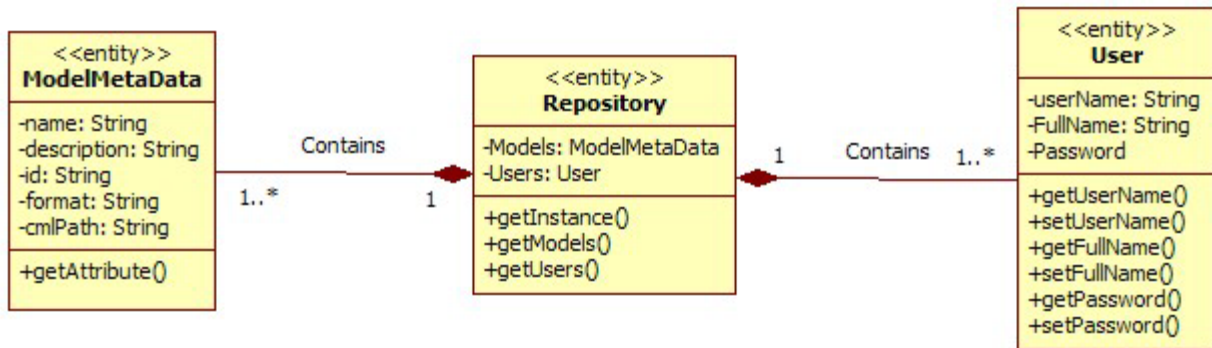 <<entity>>
ModelMetaData
-name: String
-description: String
-id: String
-format: String
-cmlPath: String
+getAttribute()
Contains
1..*
1
<<entity>>
Repository
-Models: ModelMetaData
-Users: User
+getInstance()
+getModels()
+getUsers()
1
Contains
1..*
<<entity>>
User
-userName: String
-FullName: String
-Password
+getUserName()
+setUserName()
+getFullName()
+setFullName()
+getPassword()
+setPassword()